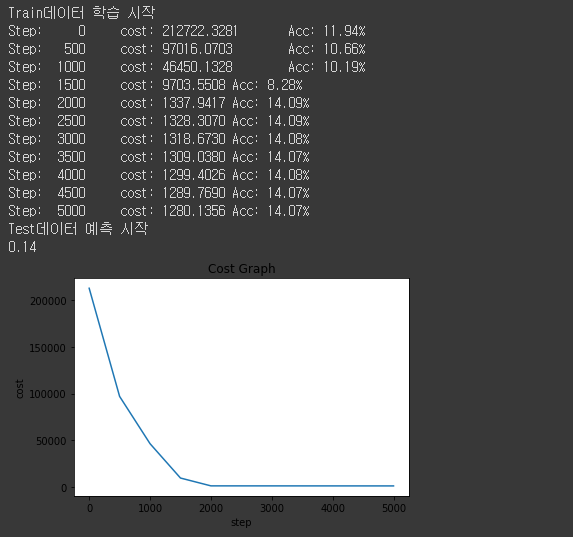 Train데이터 학습 시작
Step: 0 cost: 212722.3281 Acc: 11.94%
Step: 500 cost: 97016.0703 Acc: 10.66%
Step: 1000 cost: 46450.1328 Acc: 10.19%
Step: 1500 cost: 9703.5508 Acc: 8.28%
Step: 2000 cost: 1337.9417 Acc: 14.09%
Step: 2500 cost: 1328.3070 Acc: 14.09%
Step: 3000 cost: 1318.6730 Acc: 14.08%
Step: 3500 cost: 1309.0380 Acc: 14.07%
Step: 4000 cost: 1299.4026 Acc: 14.08%
Step: 4500 cost: 1289.7690 Acc: 14.07%
Step: 5000 cost: 1280.1356 Acc: 14.07%
Test데이터 예측 시작
0.14
Cost Graph
200000
150000
100000
50000
0
cost
0 1000 2000 3000 4000 5000
step